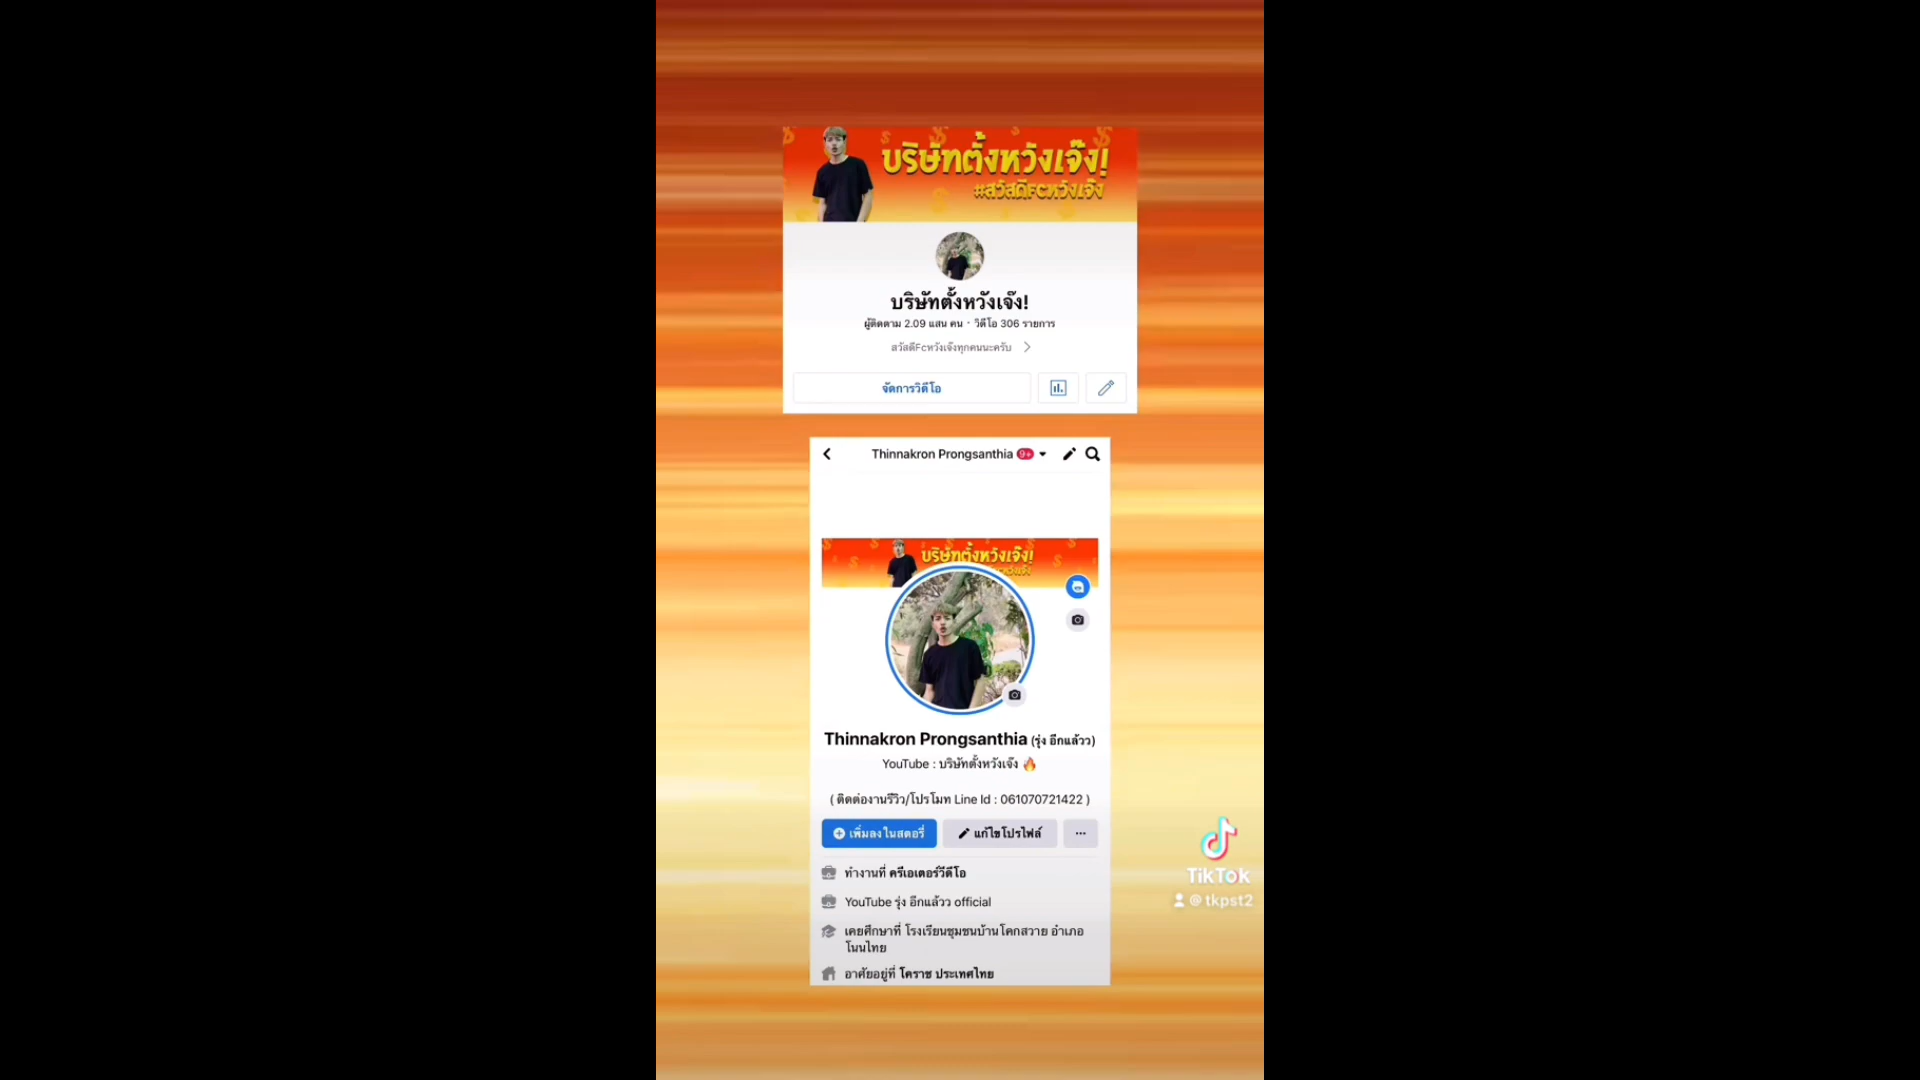 บริษัทตั้งหวังเจ๊ง!
#สวัสดีFCหวังเจ๊ง
บริษัทตั้งหวังเจ๊ง!
ผู้ติดตาม 2.09 แสน คน · วิดีโอ 306 รายการ
สวัสดีFcหวังเจ๊งทุกคนนะครับ
จัดการวิดีโอ
Thinnakron Prongsanthia 9+
บริษัทตั้งหวังเจ๊ง!
Thinnakron Prongsanthia (รุ่ง อีกแล้วว)
YouTube : บริษัทตั้งหวังเจ๊ง 🔥
( ติดต่องานรีวิว/โปรโมท Line Id : 061070721422 )
เพิ่มลงในสตอรี่
แก้ไขโปรไฟล์
ทำงานที่ ครีเอเตอร์วีดีโอ
YouTube รุ่ง อีกแล้วว official
เคยศึกษาที่ โรงเรียนชุมชนบ้านโคกสวาย อำเภอ
โนนไทย
อาศัยอยู่ที่ โคราช ประเทศไทย
TikTok
@tkpst2